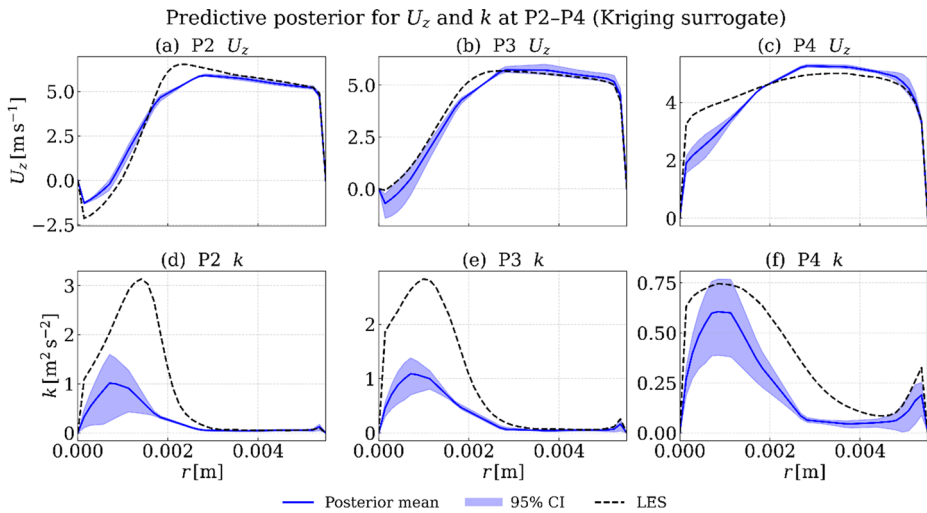 Predictive posterior for U_z and k at P2–P4 (Kriging surrogate)
(a) P2 U_z
(b) P3 U_z
(c) P4 U_z
U_z [m s⁻¹]
5.0
2.5
0.0
−2.5
5.0
2.5
0.0
4
2
0
(d) P2 k
(e) P3 k
(f) P4 k
k [m² s⁻²]
3
2
1
0
2
1
0
0.75
0.50
0.25
0.00
0.000 0.002 0.004
0.000 0.002 0.004
0.000 0.002 0.004
r [m]
r [m]
r [m]
Posterior mean 95% CI LES